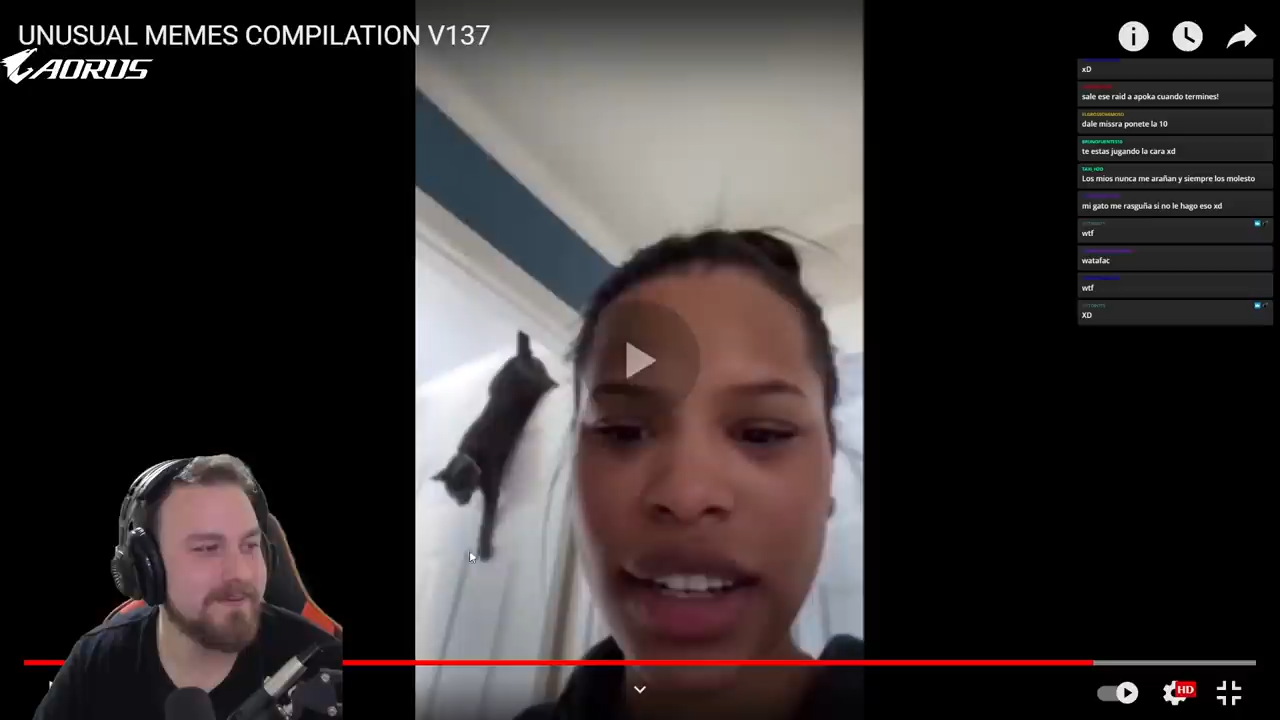 UNUSUAL MEMES COMPILATION V137
AORUS
xD
sale ese raid a apoka cuando termines!
dale missra ponete la 10
te estas jugando la cara xd
Los mios nunca me arañan y siempre los molesto
mi gato me rasguña si no le hago eso xd
wtf
watafac
wtf
XD
HD